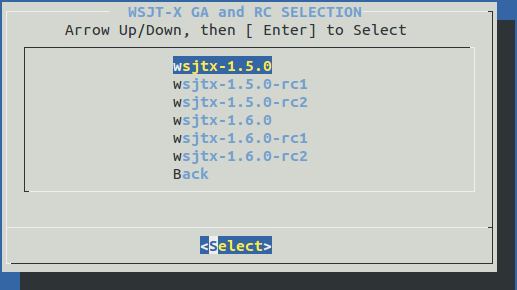 WSJT-X GA and RC SELECTION
Arrow Up/Down, then [ Enter] to Select
wsjtx-1.5.0
wsjtx-1.5.0-rc1
wsjtx-1.5.0-rc2
wsjtx-1.6.0
wsjtx-1.6.0-rc1
wsjtx-1.6.0-rc2
Back
<Select>